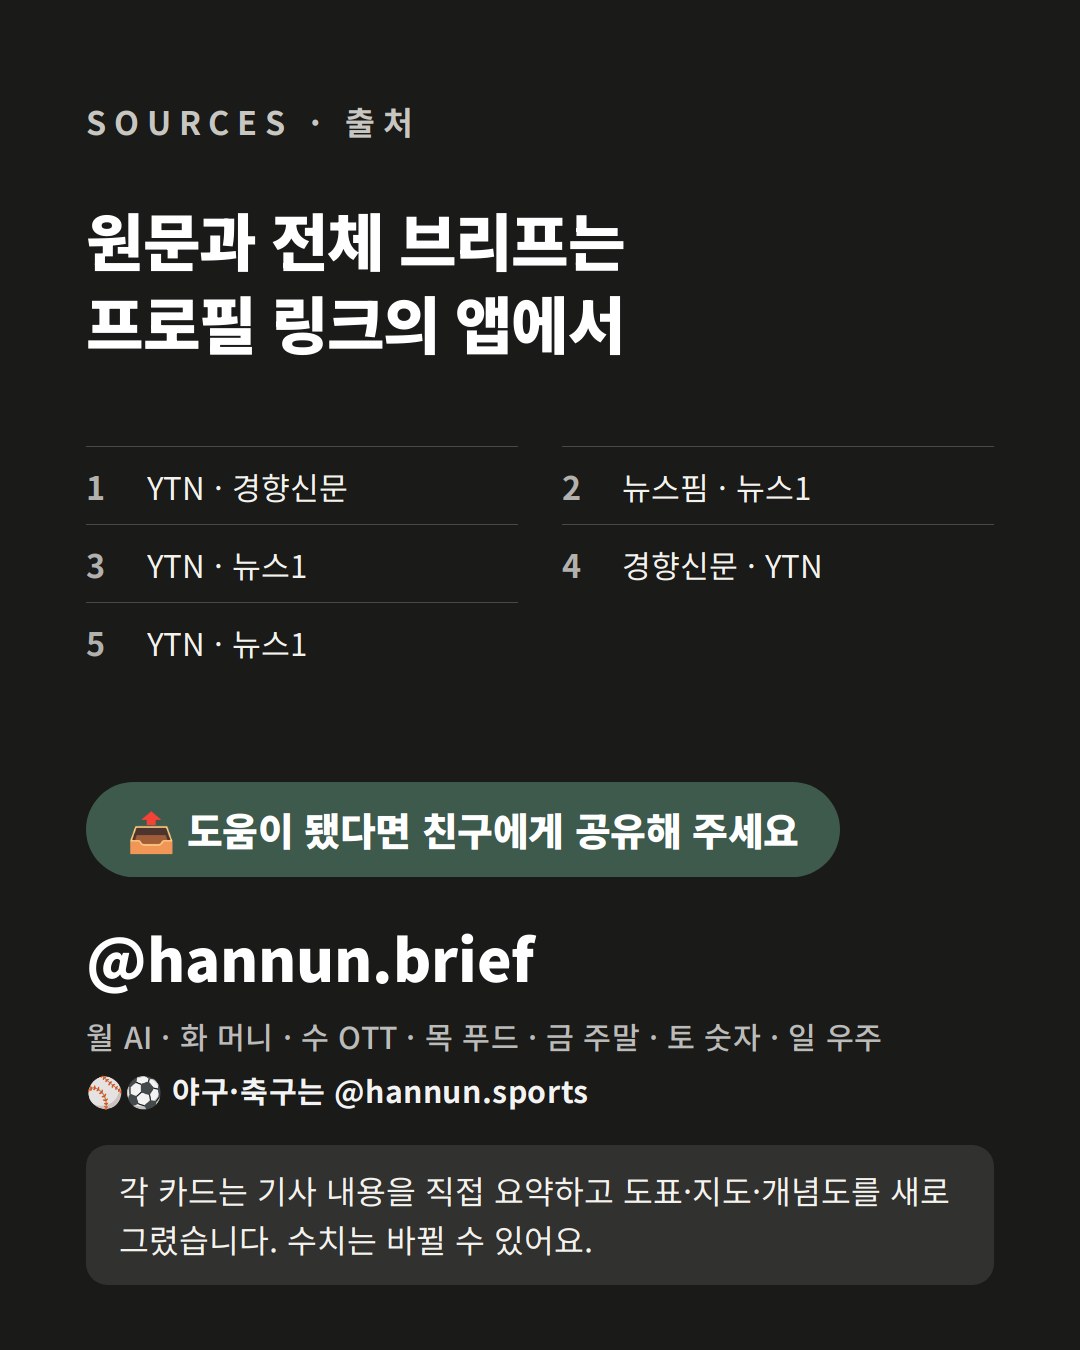 SOURCES · 출처
원문과 전체 브리프는
프로필 링크의 앱에서
1 YTN · 경향신문
2 뉴스핌 · 뉴스1
3 YTN · 뉴스1
4 경향신문 · YTN
5 YTN · 뉴스1
📤 도움이 됐다면 친구에게 공유해 주세요
@hannun.brief
월 AI · 화 머니 · 수 OTT · 목 푸드 · 금 주말 · 토 숫자 · 일 우주
⚾⚽ 야구·축구는 @hannun.sports
각 카드는 기사 내용을 직접 요약하고 도표·지도·개념도를 새로
그렸습니다. 수치는 바뀔 수 있어요.